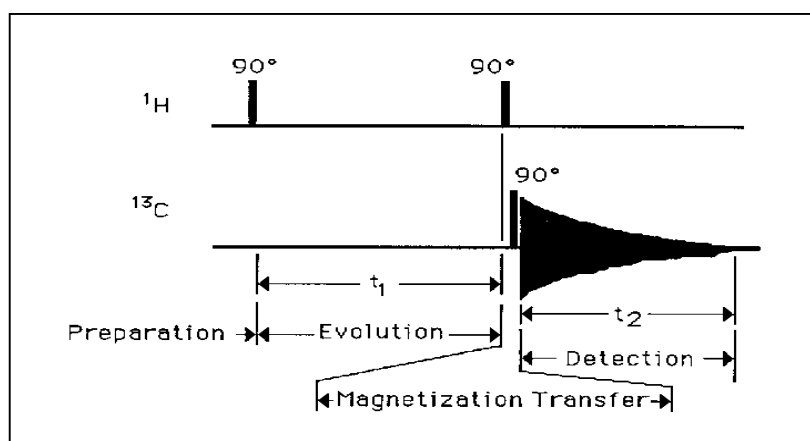 90° 90°
¹H
90°
¹³C
t₁
t₂
Preparation Evolution
Detection
Magnetization Transfer